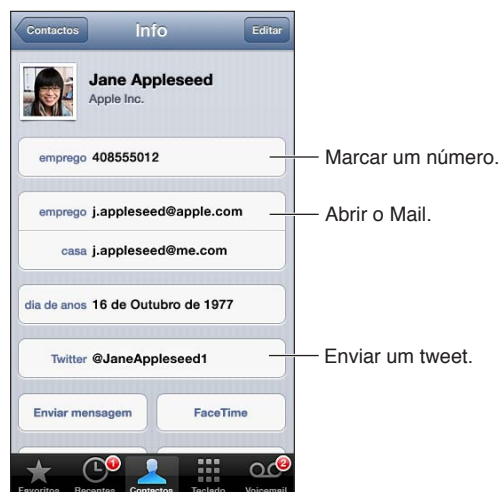 Contactos Info Editar
Jane Appleseed
Apple Inc.
emprego 408555012
Marcar um número.
emprego j.appleseed@apple.com
Abrir o Mail.
casa j.appleseed@me.com
dia de anos 16 de Outubro de 1977
Twitter @JaneAppleseed1
Enviar um tweet.
Enviar mensagem FaceTime
1 2
Favoritos Recentes Contactos Teclado Voicemail